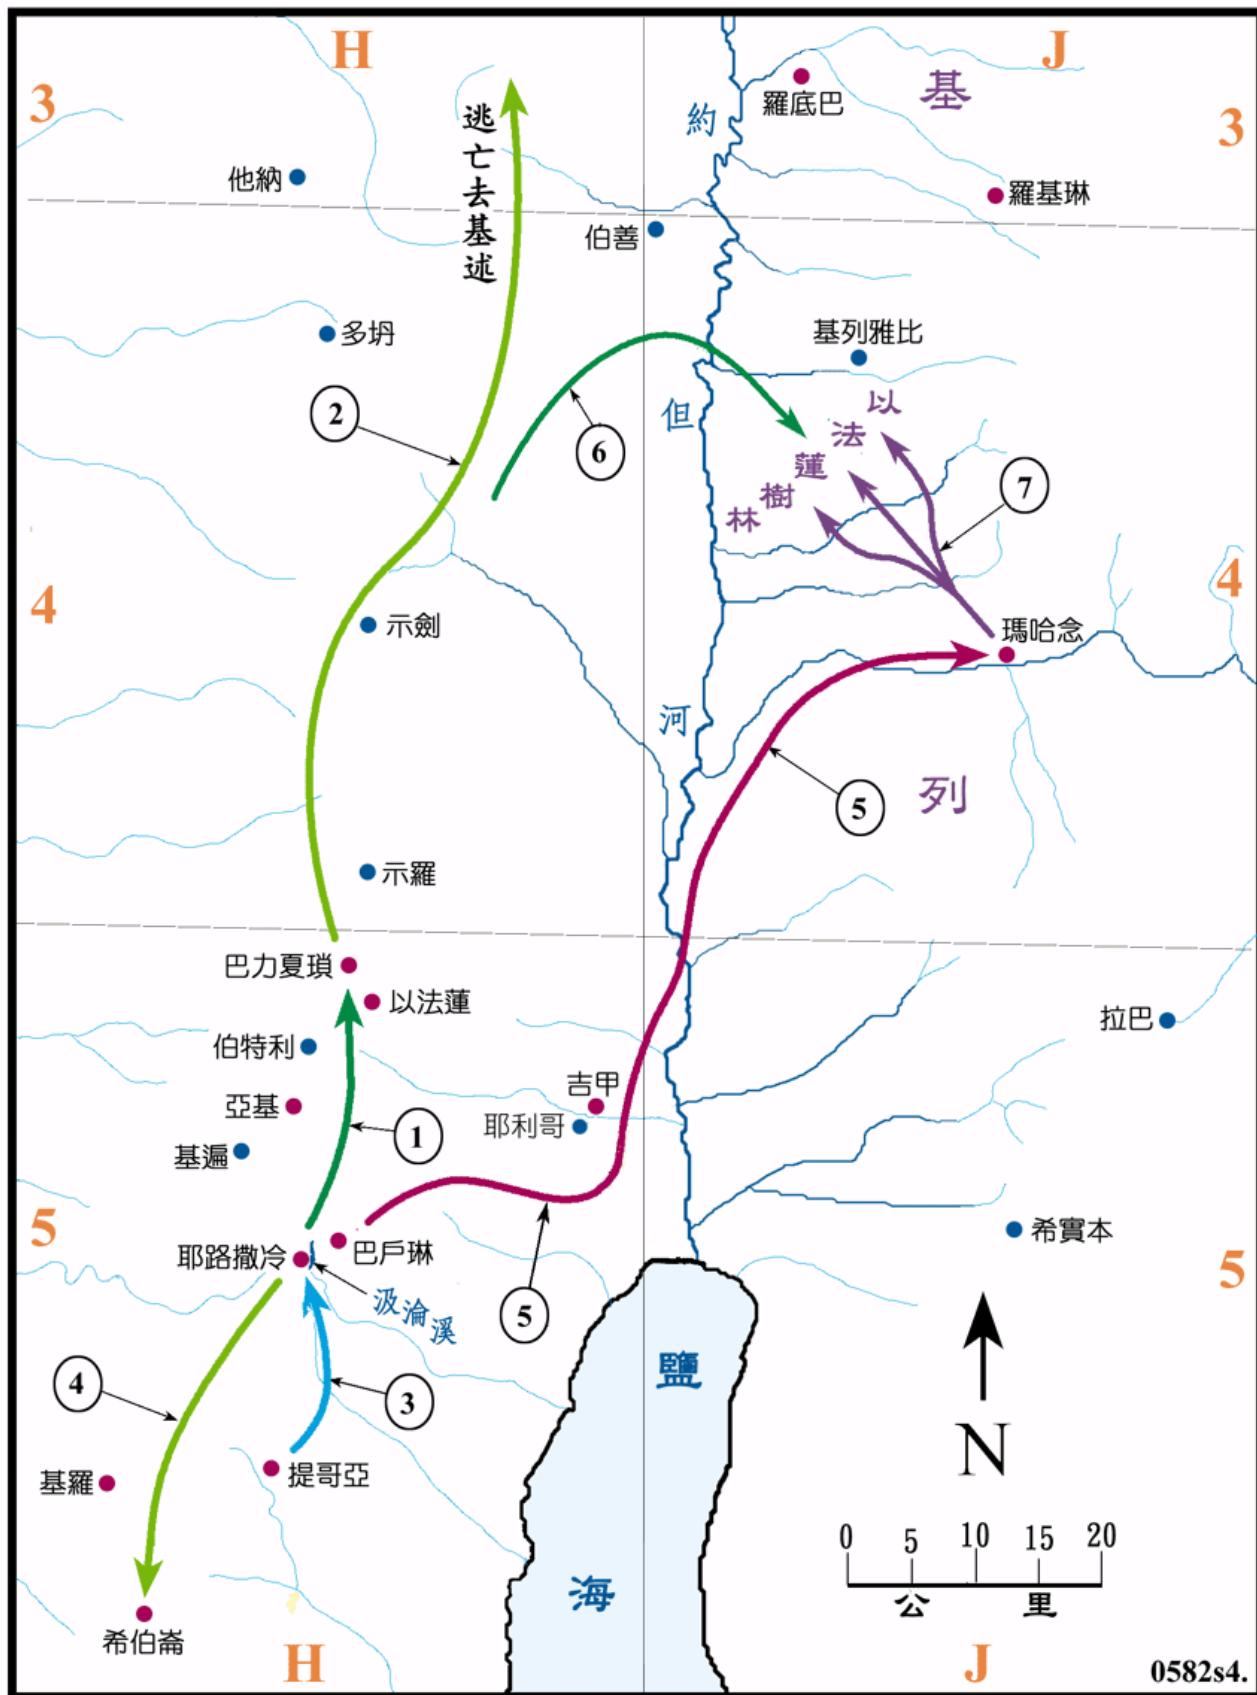 H
J
3
3
羅底巴
基
約
逃亡去基述
他納
羅基琳
伯善
多坍
基列雅比
2
但
6
以法蓮樹林
7
4
4
示劍
瑪哈念
河
列
5
示羅
巴力夏瑣
以法蓮
拉巴
伯特利
吉甲
亞基
耶利哥
1
基遍
5
希實本
巴戶琳
耶路撒冷
5
汲淪溪
5
鹽
4
3
N
基羅
提哥亞
0 5 10 15 20
公里
海
希伯崙
H
J
0582s4.